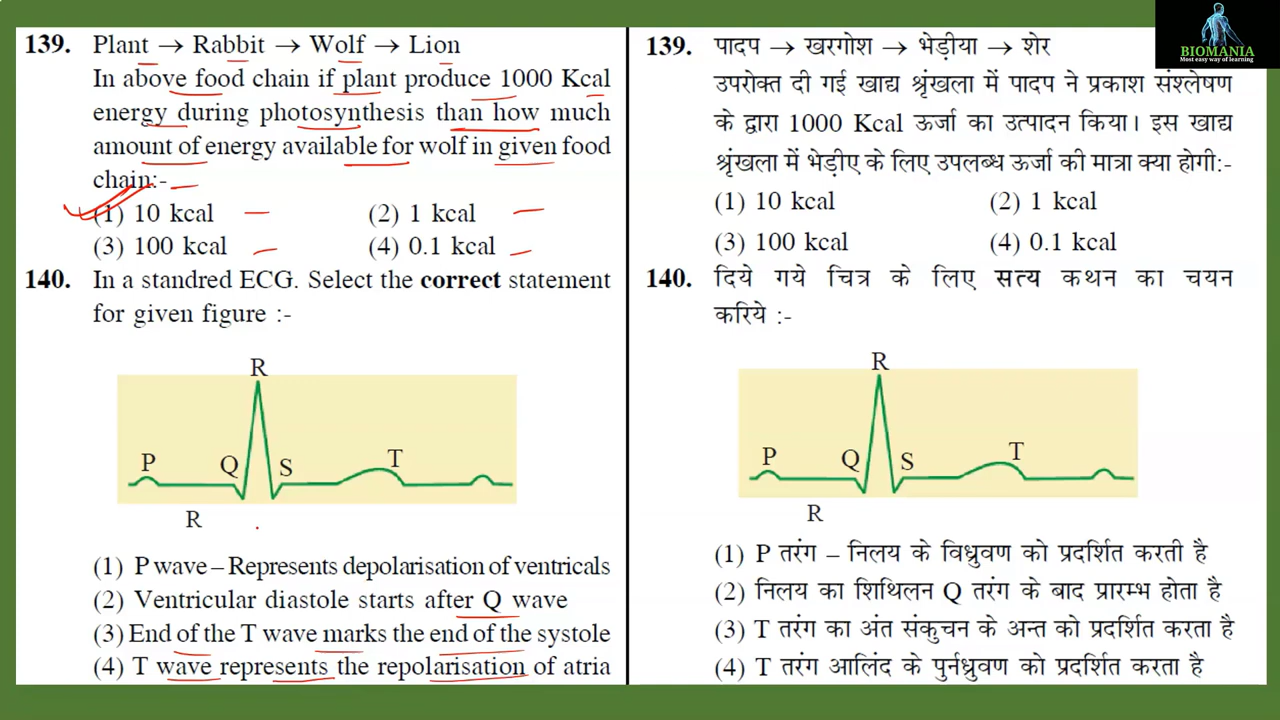 139. Plant → Rabbit → Wolf → Lion
In above food chain if plant produce 1000 Kcal
energy during photosynthesis than how much
amount of energy available for wolf in given food
chain:-
(1) 10 kcal (2) 1 kcal
(3) 100 kcal (4) 0.1 kcal
140. In a standred ECG. Select the correct statement
for given figure :-
R
P Q S T
R
(1) P wave – Represents depolarisation of ventricals
(2) Ventricular diastole starts after Q wave
(3) End of the T wave marks the end of the systole
(4) T wave represents the repolarisation of atria
139. पादप → खरगोश → भेड़ीया → शेर
उपरोक्त दी गई खाद्य श्रृंखला में पादप ने प्रकाश संश्लेषण
के द्वारा 1000 Kcal ऊर्जा का उत्पादन किया। इस खाद्य
श्रृंखला में भेड़ीए के लिए उपलब्ध ऊर्जा की मात्रा क्या होगी:-
(1) 10 kcal (2) 1 kcal
(3) 100 kcal (4) 0.1 kcal
140. दिये गये चित्र के लिए सत्य कथन का चयन
करिये :-
R
P Q S T
R
(1) P तरंग – निलय के विध्रुवण को प्रदर्शित करती है
(2) निलय का शिथिलन Q तरंग के बाद प्रारम्भ होता है
(3) T तरंग का अंत संकुचन के अन्त को प्रदर्शित करता है
(4) T तरंग आलिंद के पुर्नध्रुवण को प्रदर्शित करता है
BIOMANIA
Most easy way of learning